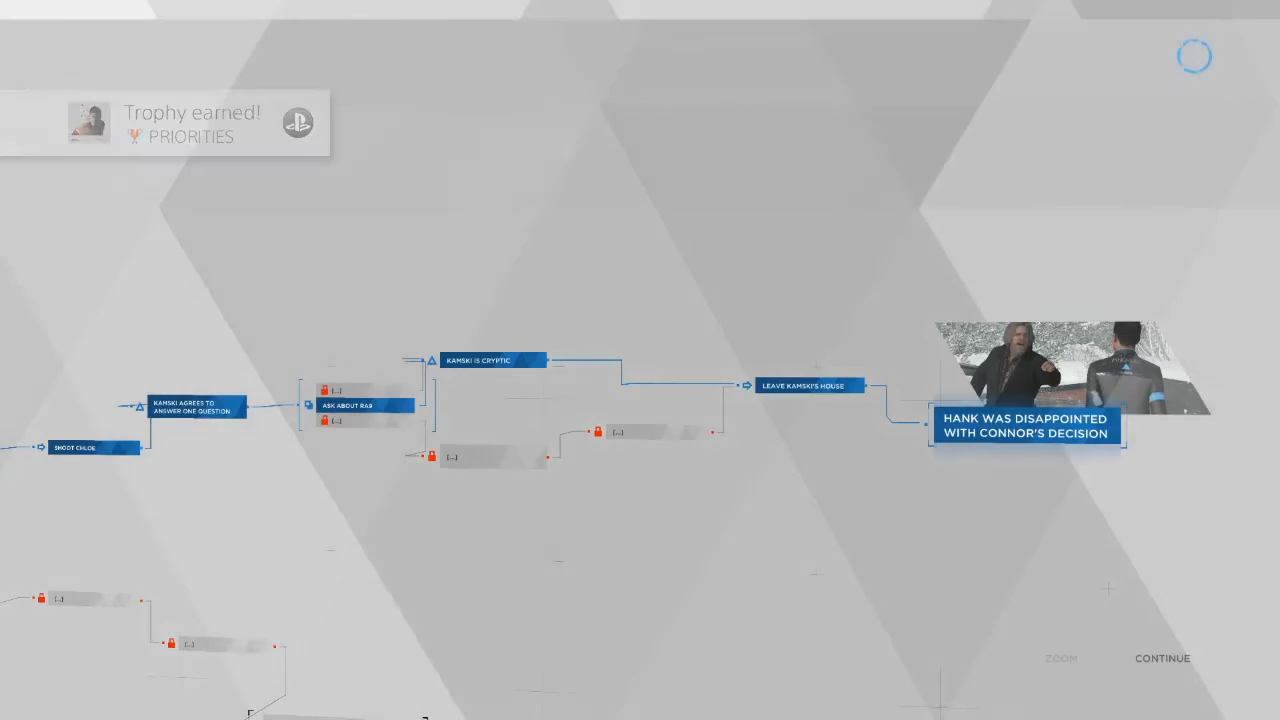 Trophy earned!
PRIORITIES
KAMSKI IS CRYPTIC
[...]
ASK ABOUT RA9
[...]
KAMSKI AGREES TO
ANSWER ONE QUESTION
SHOOT CHLOE
[...]
[...]
LEAVE KAMSKI'S HOUSE
HANK WAS DISAPPOINTED
WITH CONNOR'S DECISION
[...]
[...]
ZOOM
CONTINUE